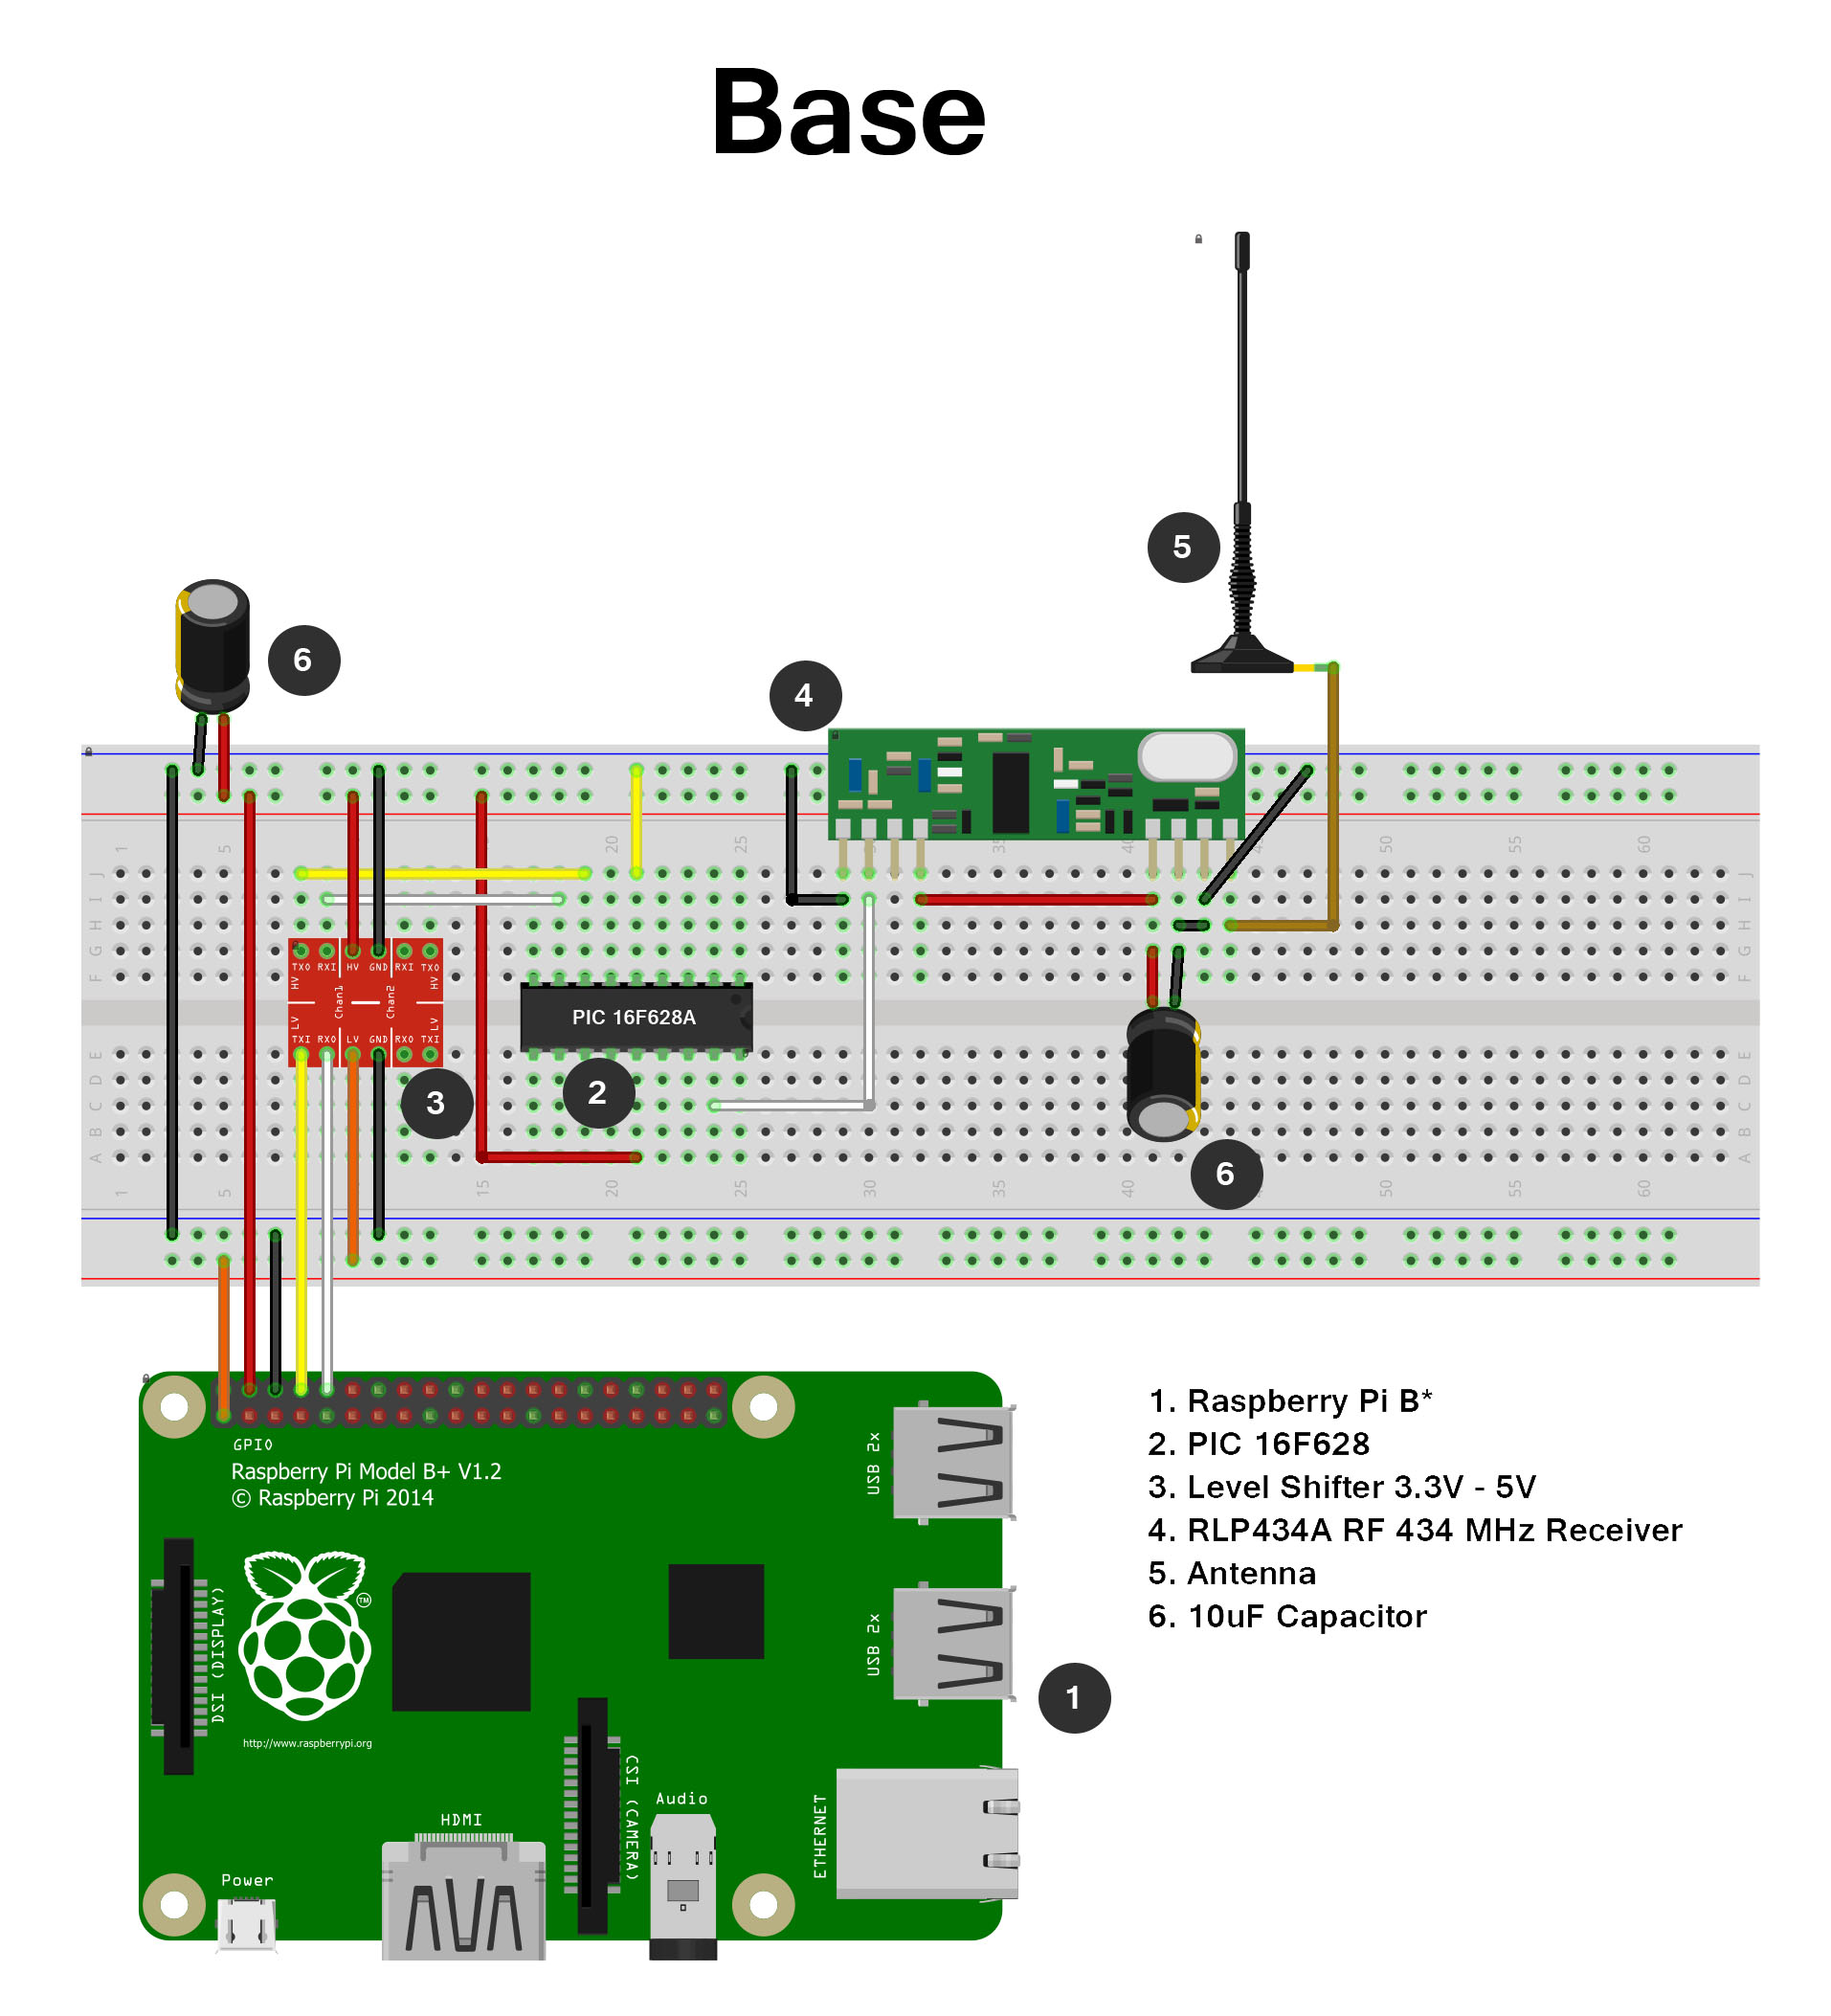 Base
5
6
4
1 5 20 25 30 35 40 45 50 55 60
J
I
H
G
F
TXO RXI HV GND RXI TXO
HV Chan1 Chan2 HV
LV LV
TXI RXO LV GND RXO TXI
PIC 16F628A
2
3
E
D
C
B
A
6
1 5 15 20 25 30 35 40 50 55 60
GPIO
Raspberry Pi Model B+ V1.2
© Raspberry Pi 2014
USB 2x
USB 2x
DSI (DISPLAY)
TM
http://www.raspberrypi.org
CSI (CAMERA)
Audio
HDMI
ETHERNET
Power
1
1. Raspberry Pi B*
2. PIC 16F628
3. Level Shifter 3.3V - 5V
4. RLP434A RF 434 MHz Receiver
5. Antenna
6. 10uF Capacitor